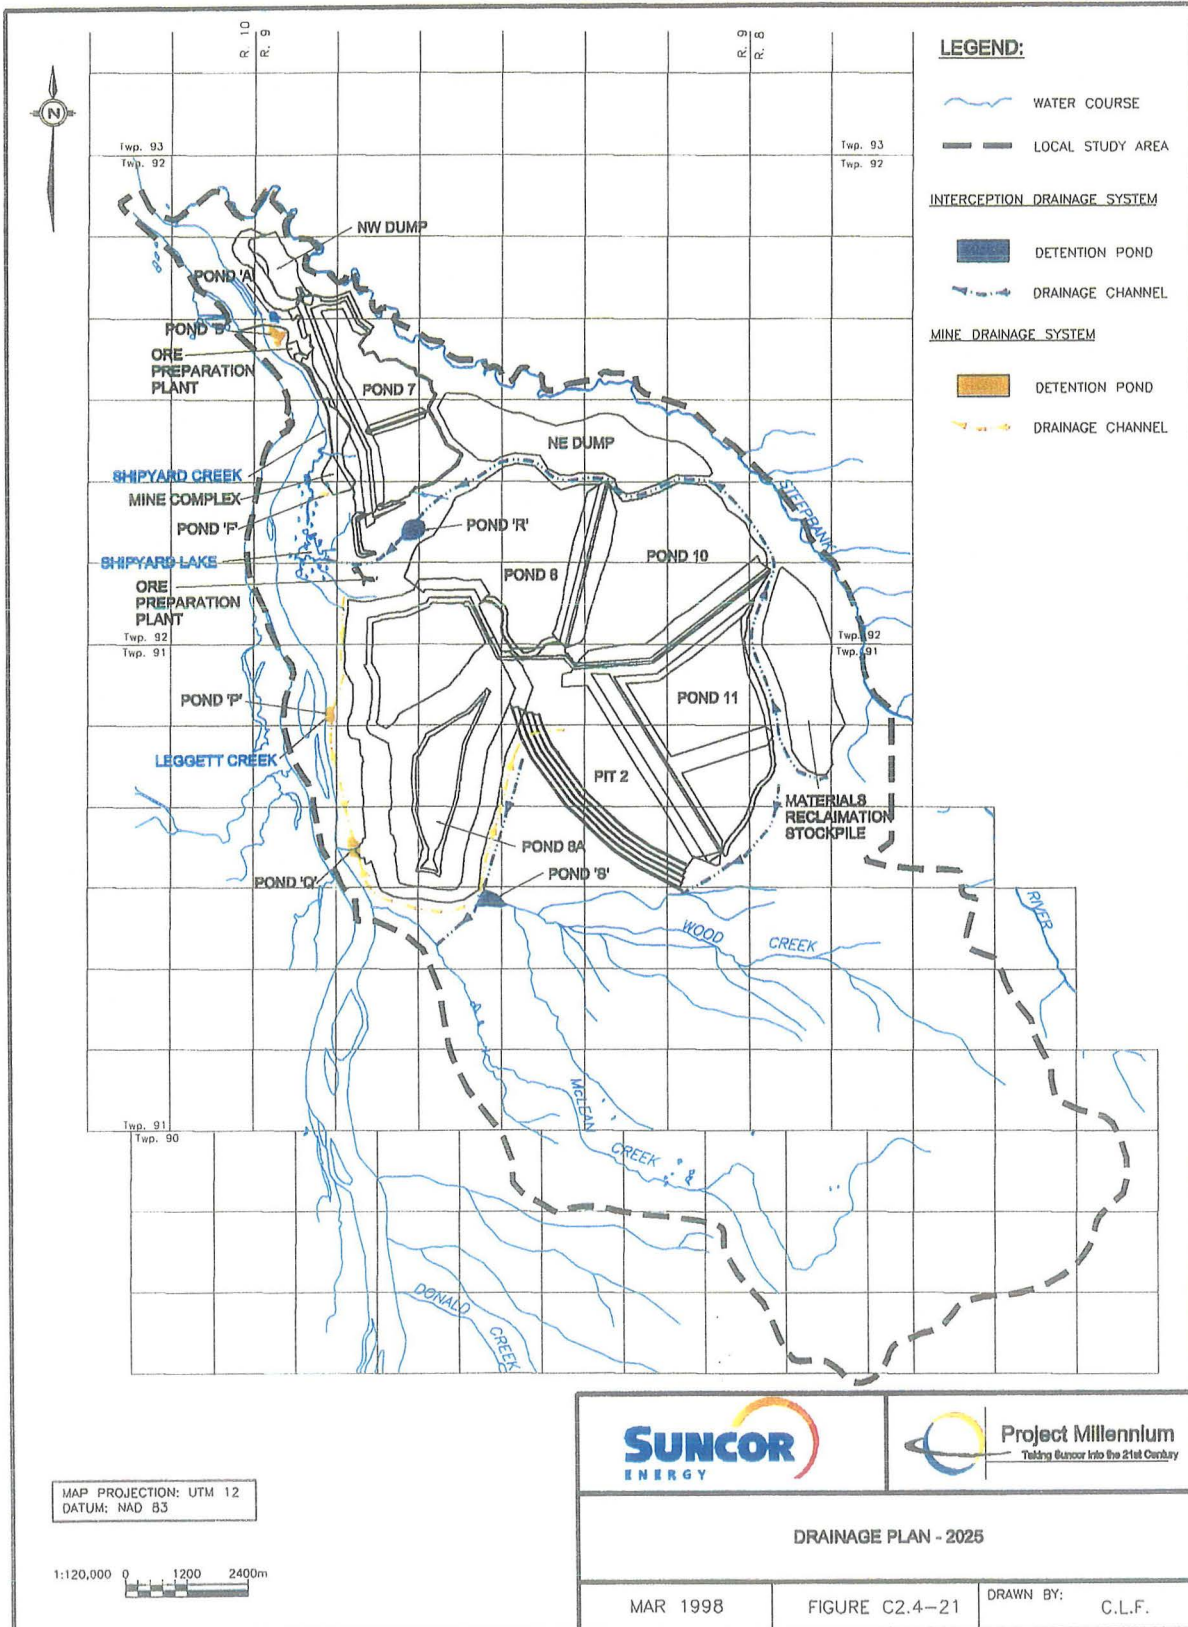 R. 10
R. 9
R. 9
R. 8
LEGEND:
WATER COURSE
LOCAL STUDY AREA
INTERCEPTION DRAINAGE SYSTEM
DETENTION POND
DRAINAGE CHANNEL
MINE DRAINAGE SYSTEM
DETENTION POND
DRAINAGE CHANNEL
N
Twp. 93
Twp. 92
Twp. 93
Twp. 92
NW DUMP
POND 'A'
ORE
PREPARATION
PLANT
POND 7
NE DUMP
SHIPYARD CREEK
MINE COMPLEX
POND 'F'
STEEPBANK
POND 'R'
SHIPYARD LAKE
POND 10
ORE
PREPARATION
PLANT
Twp. 92
Twp. 91
Twp. 92
Twp. 91
POND 'P'
POND 11
LEGGETT CREEK
PIT 2
MATERIALS
RECLAMATION
STOCKPILE
POND 8A
POND 'S'
POND 'Q'
RIVER
WOOD CREEK
McLEAN
CREEK
Twp. 91
Twp. 90
DONALD
CREEK
SUNCOR
ENERGY
Project Millennium
Taking Suncor into the 21st Century
MAP PROJECTION: UTM 12
DATUM: NAD 83
DRAINAGE PLAN - 2025
1:120,000 0 1200 2400m
MAR 1998
FIGURE C2.4-21
DRAWN BY:
C.L.F.